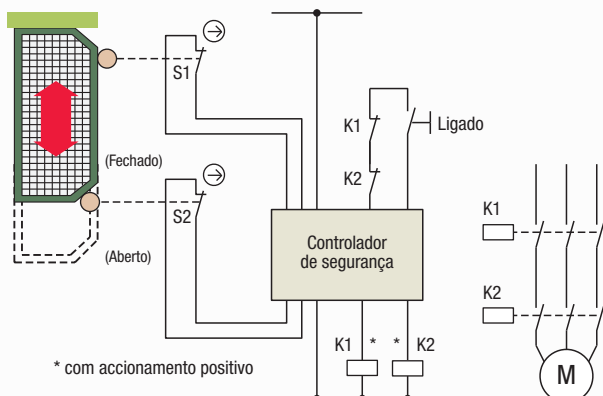 S1
K1
Ligado
(Fechado)
K2
S2
K1
Controlador
de segurança
(Aberto)
K2
K1 * * K2
* com accionamento positivo
M